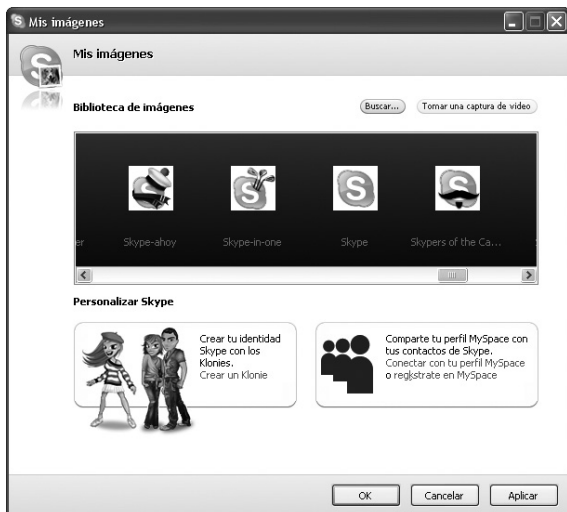 Mis imágenes
Mis imágenes
Biblioteca de imágenes
Buscar...
Tomar una captura de video
er
Skype-ahoy
Skype-in-one
Skype
Skypers of the Ca...
Personalizar Skype
Crear tu identidad
Skype con los
Klonies.
Crear un Klonie
Comparte tu perfil MySpace con
tus contactos de Skype.
Conectar con tu perfil MySpace
o regkstrate en MySpace
OK
Cancelar
Aplicar